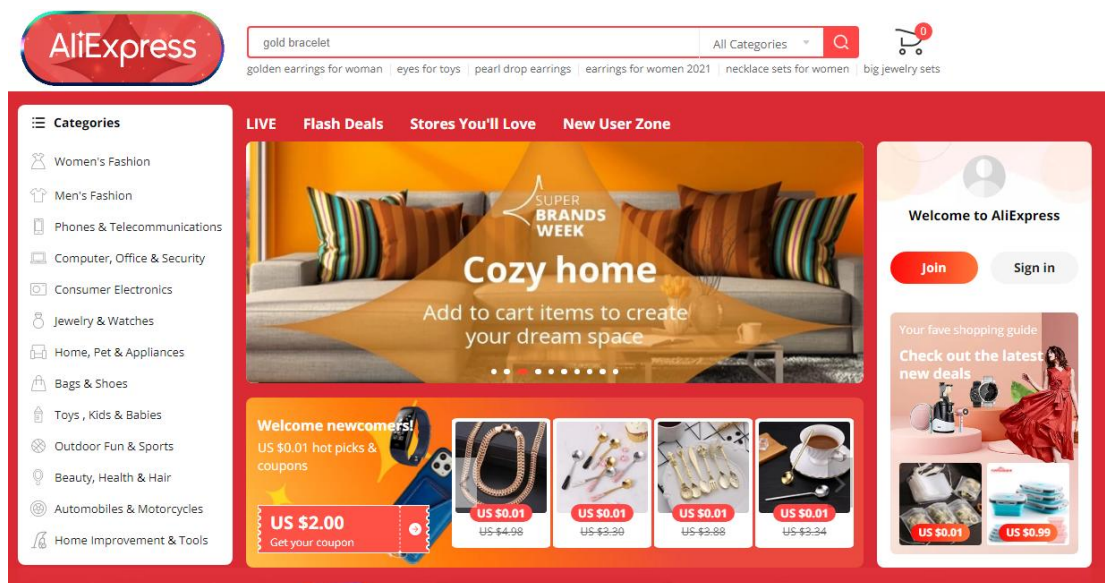 AliExpress
gold bracelet
All Categories
0
golden earrings for woman
eyes for toys
pearl drop earrings
earrings for women 2021
necklace sets for women
big jewelry sets
Categories
Women's Fashion
Men's Fashion
Phones & Telecommunications
Computer, Office & Security
Consumer Electronics
Jewelry & Watches
Home, Pet & Appliances
Bags & Shoes
Toys , Kids & Babies
Outdoor Fun & Sports
Beauty, Health & Hair
Automobiles & Motorcycles
Home Improvement & Tools
LIVE
Flash Deals
Stores You'll Love
New User Zone
SUPER
BRANDS
WEEK
Cozy home
Add to cart items to create
your dream space
Welcome newcomers!
US $0.01 hot picks &
coupons
US $2.00
Get your coupon
US $0.01
US $4.98
US $0.01
US $3.30
US $0.01
US $3.88
US $0.01
US $3.34
Welcome to AliExpress
Join
Sign in
Your fave shopping guide
Check out the latest
new deals
US $0.01
US $0.99